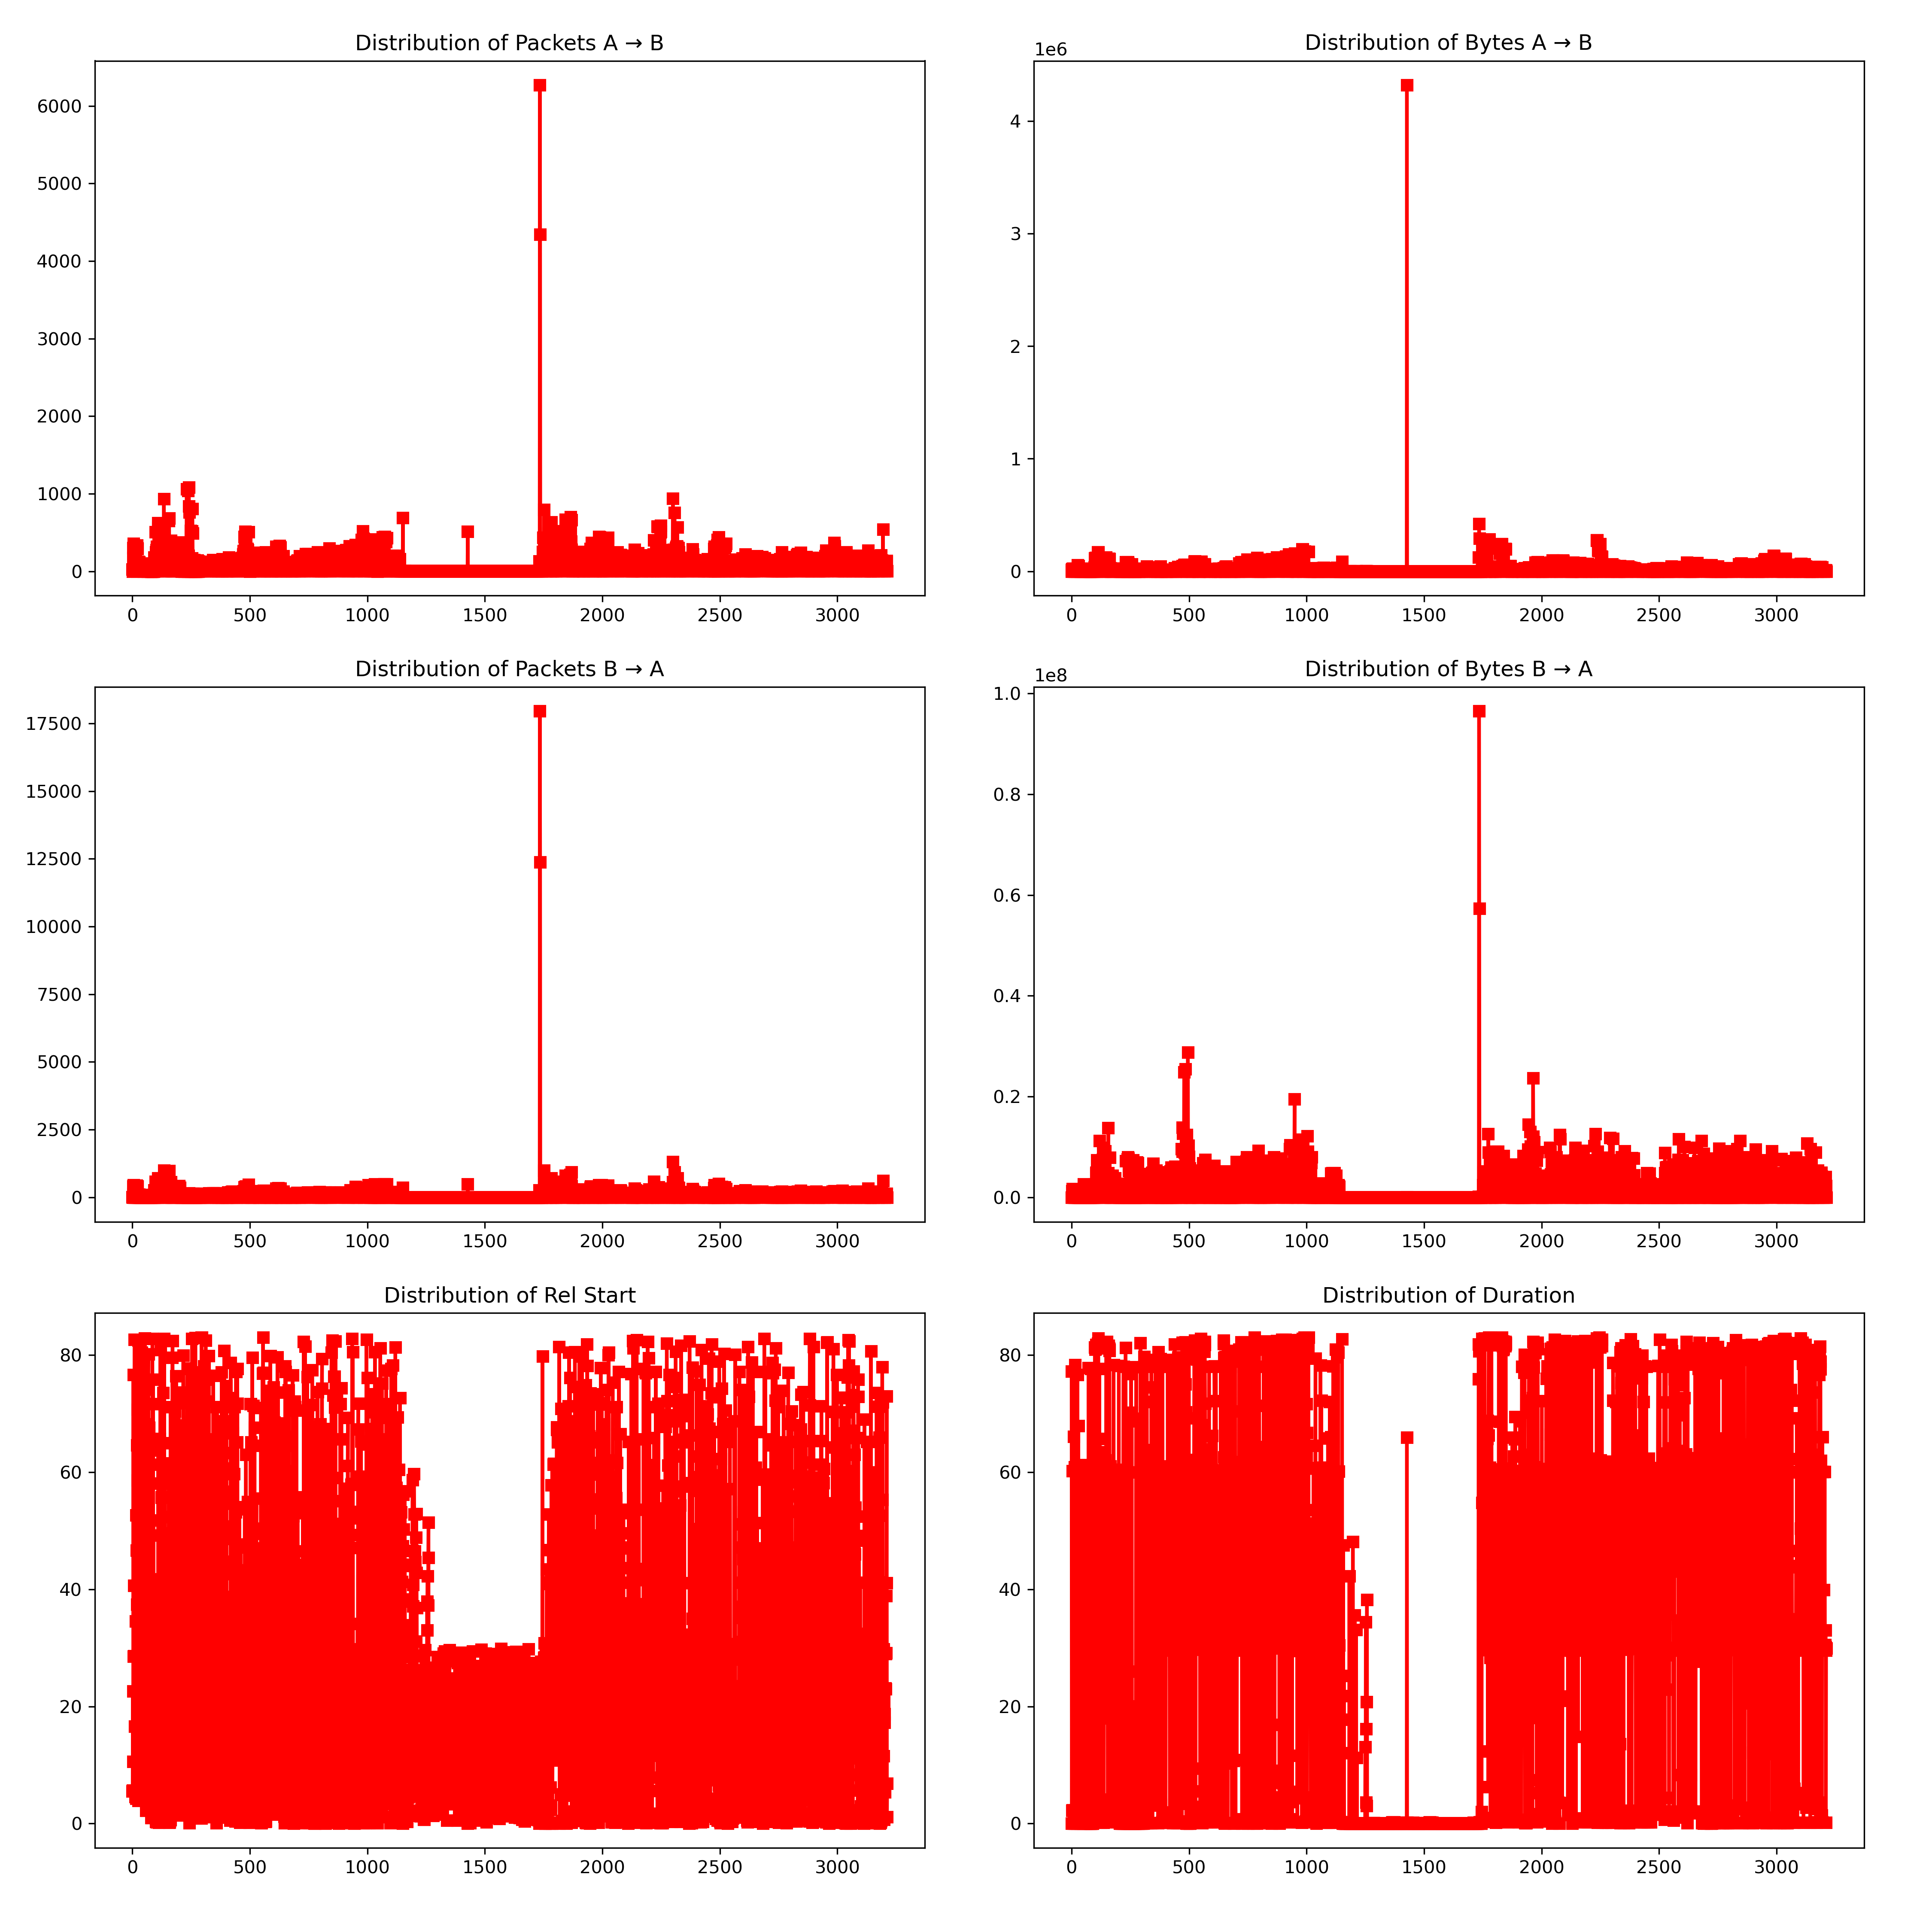 Distribution of Packets A → B
6000
5000
4000
3000
2000
1000
0
0 500 1000 1500 2000 2500 3000
Distribution of Bytes A → B
1e6
4
3
2
1
0
0 500 1000 1500 2000 2500 3000
Distribution of Packets B → A
17500
15000
12500
10000
7500
5000
2500
0
0 500 1000 1500 2000 2500 3000
Distribution of Bytes B → A
1e8
1.0
0.8
0.6
0.4
0.2
0.0
0 500 1000 1500 2000 2500 3000
Distribution of Rel Start
80
60
40
20
0
0 500 1000 1500 2000 2500 3000
Distribution of Duration
80
60
40
20
0
0 500 1000 1500 2000 2500 3000